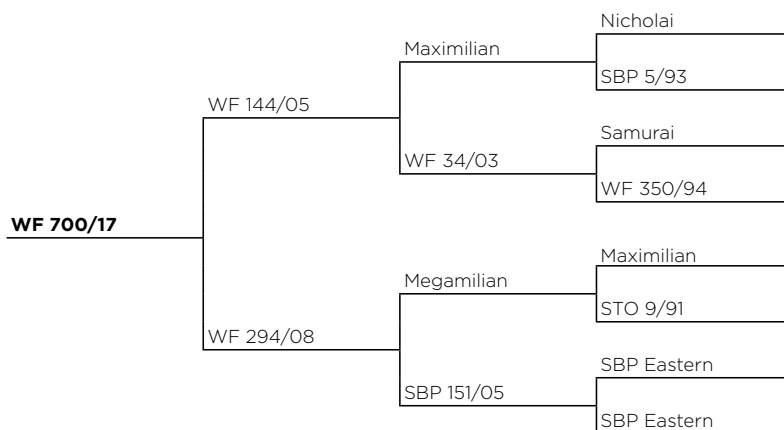 Nicholai
Maximilian
SBP 5/93
WF 144/05
Samurai
WF 34/03
WF 350/94
WF 700/17
Maximilian
Megamilian
STO 9/91
WF 294/08
SBP Eastern
SBP 151/05
SBP Eastern